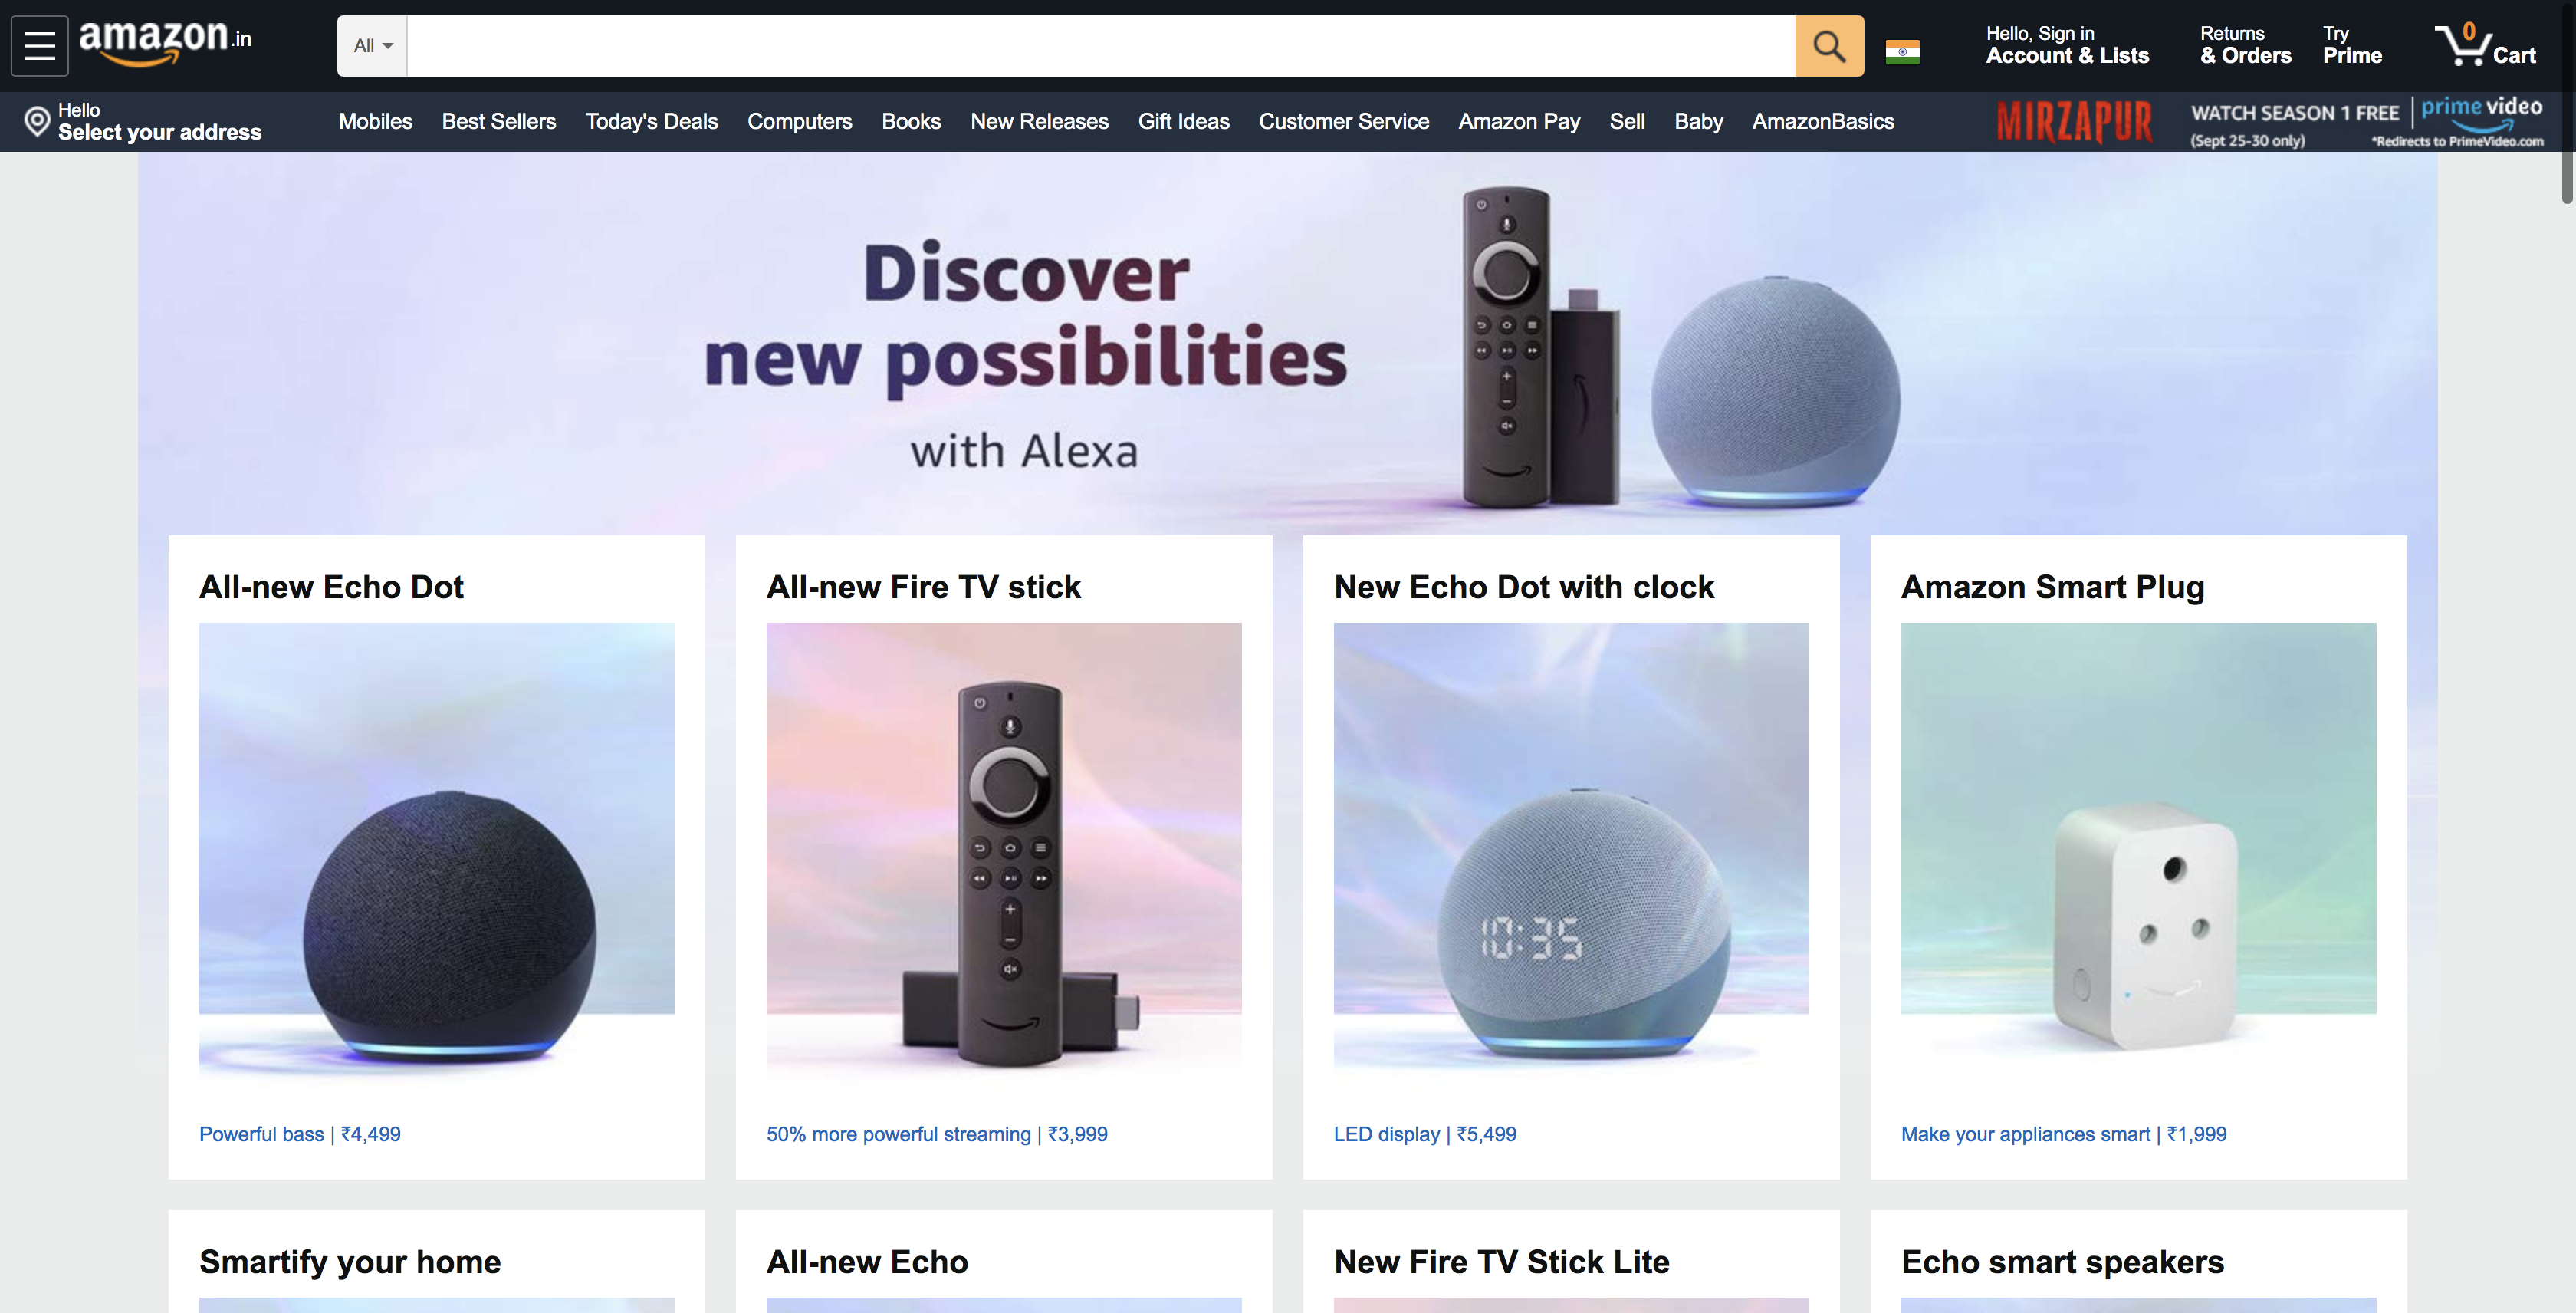 amazon.in
All
Hello, Sign in
Account & Lists
Returns
& Orders
Try
Prime
0
Cart
Hello
Select your address
Mobiles Best Sellers Today's Deals Computers Books New Releases Gift Ideas Customer Service Amazon Pay Sell Baby AmazonBasics
MIRZAPUR
WATCH SEASON 1 FREE
(Sept 25-30 only)
prime video
*Redirects to PrimeVideo.com
Discover
new possibilities
with Alexa
All-new Echo Dot
Powerful bass | ₹4,499
All-new Fire TV stick
50% more powerful streaming | ₹3,999
New Echo Dot with clock
10:35
LED display | ₹5,499
Amazon Smart Plug
Make your appliances smart | ₹1,999
Smartify your home
All-new Echo
New Fire TV Stick Lite
Echo smart speakers